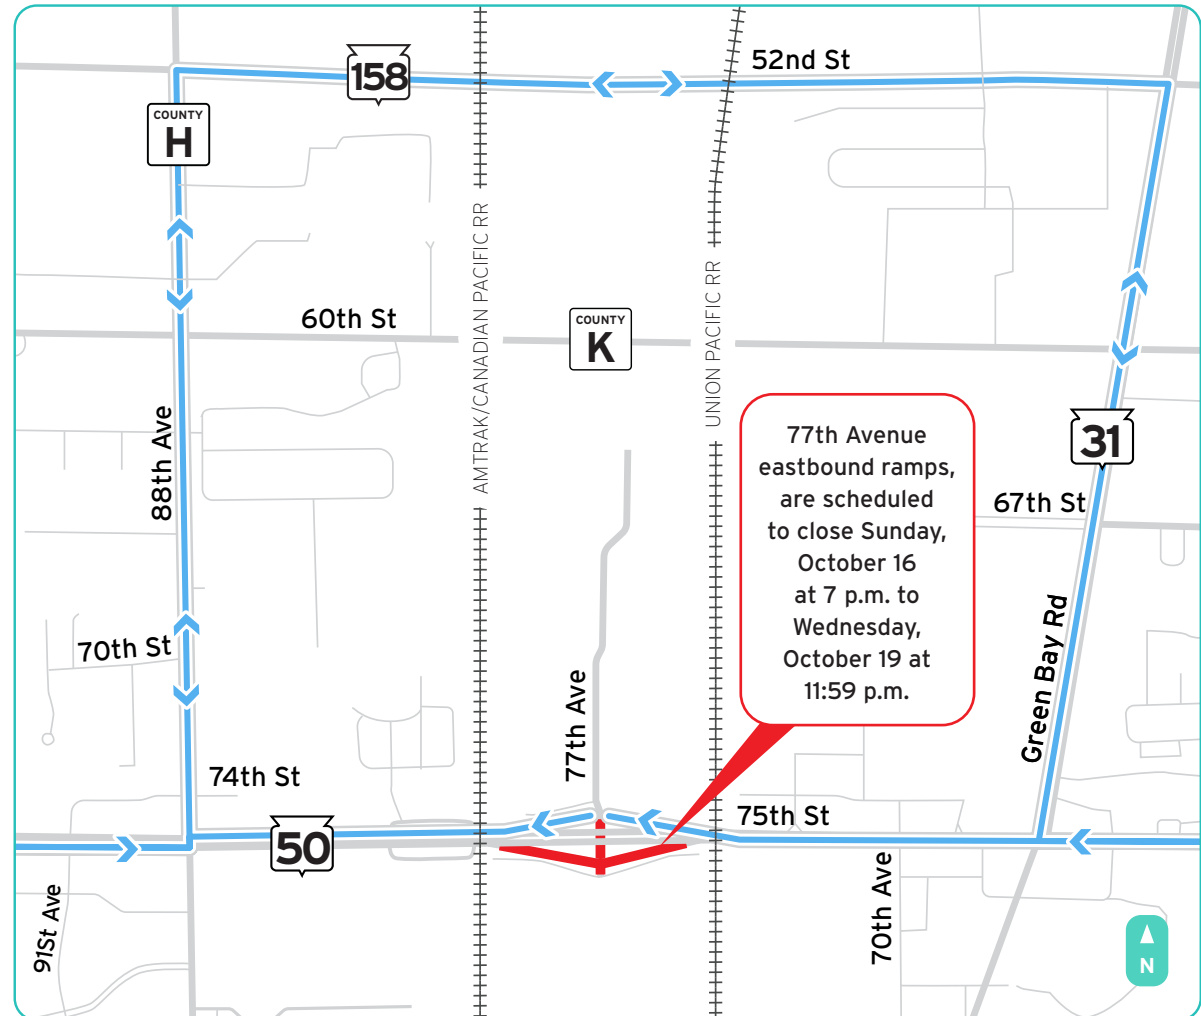 52nd St
158
COUNTY
H
AMTRAK/CANADIAN PACIFIC RR
UNION PACIFIC RR
60th St
COUNTY
K
88th Ave
77th Avenue
eastbound ramps,
are scheduled
to close Sunday,
October 16
at 7 p.m. to
Wednesday,
October 19 at
11:59 p.m.
31
67th St
Green Bay Rd
70th St
77th Ave
74th St
75th St
50
70th Ave
91St Ave
N